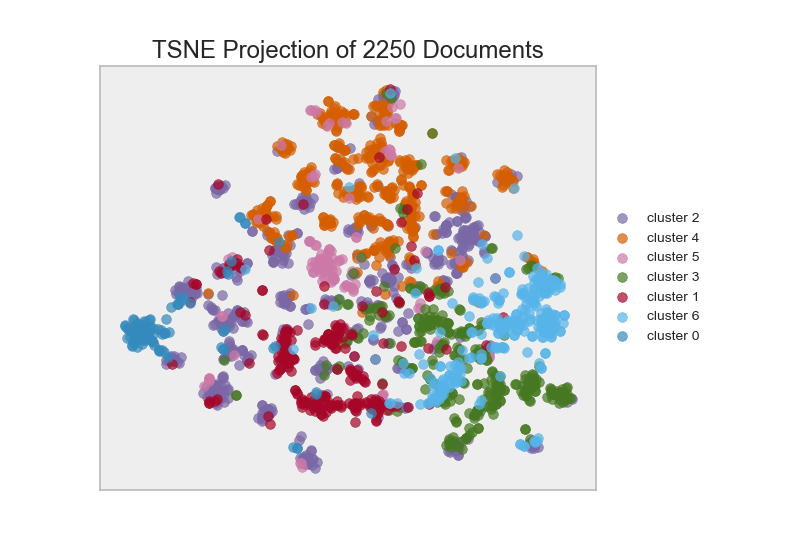 TSNE Projection of 2250 Documents
cluster 2
cluster 4
cluster 5
cluster 3
cluster 1
cluster 6
cluster 0